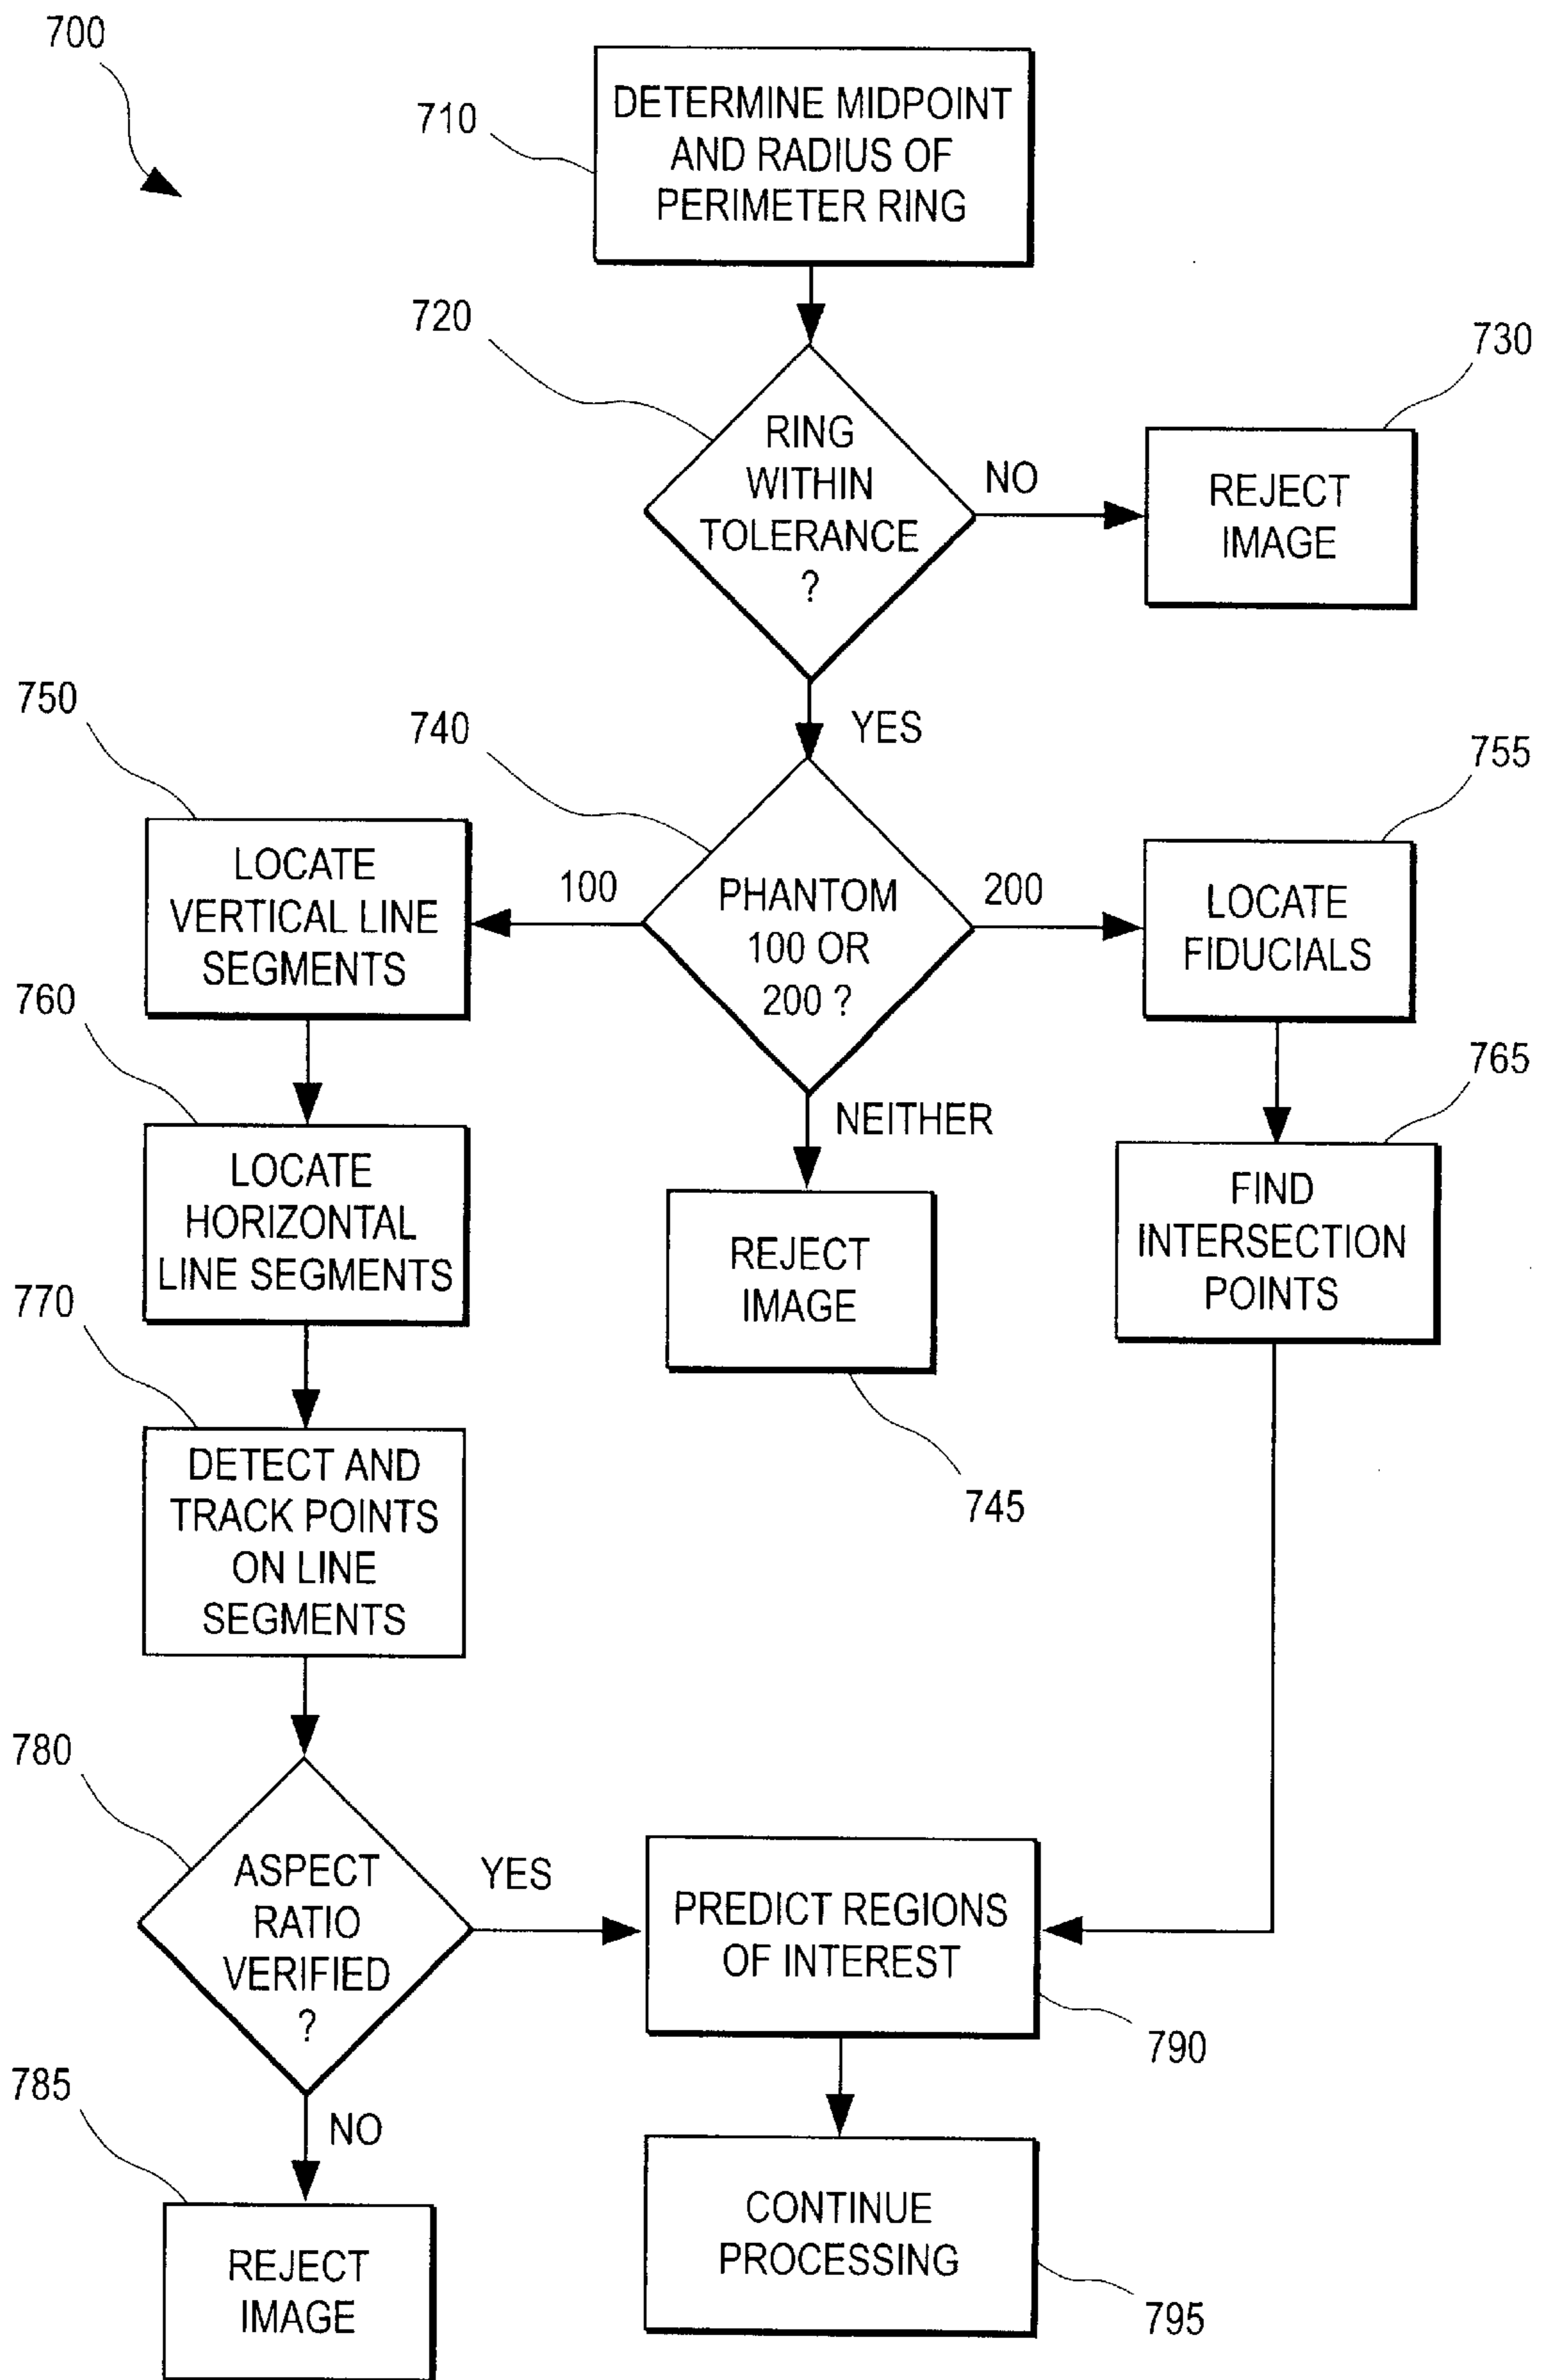 700
710
DETERMINE MIDPOINT
AND RADIUS OF
PERIMETER RING
720
RING
WITHIN
TOLERANCE
?
NO
730
REJECT
IMAGE
YES
740
PHANTOM
100 OR
200 ?
100
200
NEITHER
750
LOCATE
VERTICAL LINE
SEGMENTS
755
LOCATE
FIDUCIALS
760
LOCATE
HORIZONTAL
LINE SEGMENTS
765
FIND
INTERSECTION
POINTS
REJECT
IMAGE
745
770
DETECT AND
TRACK POINTS
ON LINE
SEGMENTS
780
ASPECT
RATIO
VERIFIED
?
YES
PREDICT REGIONS
OF INTEREST
790
NO
785
REJECT
IMAGE
CONTINUE
PROCESSING
795